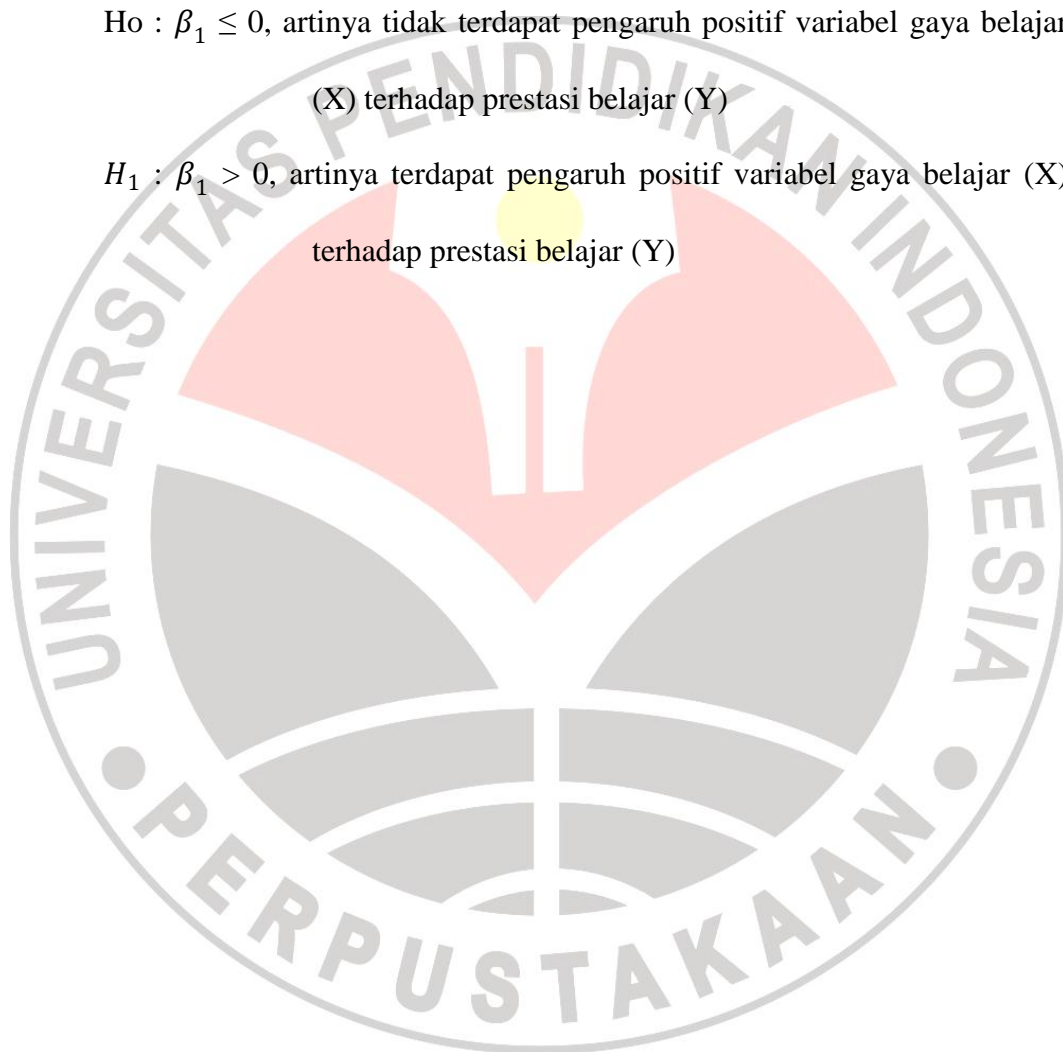 Ho : β₁ ≤ 0, artinya tidak terdapat pengaruh positif variabel gaya belajar
(X) terhadap prestasi belajar (Y)
H₁ : β₁ > 0, artinya terdapat pengaruh positif variabel gaya belajar (X)
terhadap prestasi belajar (Y)
UNIVERSITAS PENDIDIKAN INDONESIA
PERPUSTAKAAN